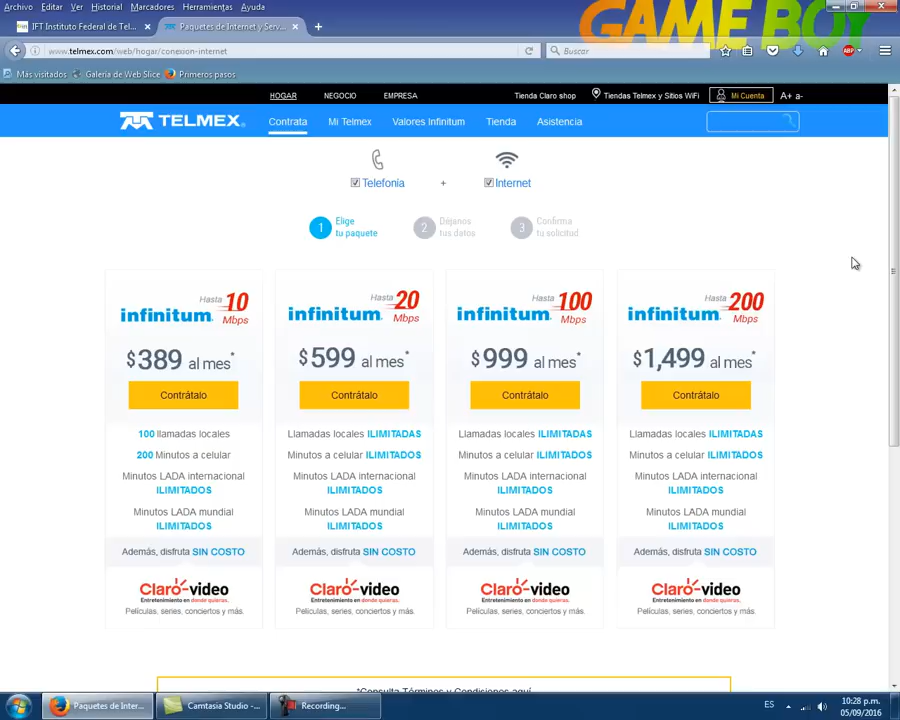 Archivo Editar Ver Historial Marcadores Herramientas Ayuda
GAME BOY
IFT Instituto Federal de Tel... × Paquetes de Internet y Serv... × +
www.telmex.com/web/hogar/conexion-internet Buscar ABP
Más visitados Galería de Web Slice Primeros pasos
HOGAR NEGOCIO EMPRESA Tienda Claro shop Tiendas Telmex y Sitios WiFi Mi Cuenta A+ a-
TELMEX Contrata Mi Telmex Valores Infinitum Tienda Asistencia
Telefonia + Internet
1 Elige tu paquete 2 Déjanos tus datos 3 Confirma tu solicitud
infinitum. Hasta 10 Mbps
$389 al mes*
Contrátalo
100 llamadas locales
200 Minutos a celular
Minutos LADA internacional
ILIMITADOS
Minutos LADA mundial
ILIMITADOS
Además, disfruta SIN COSTO
Claro-video
Entretenimiento en donde quieras.
Películas, series, conciertos y más.
infinitum. Hasta 20 Mbps
$599 al mes*
Contrátalo
Llamadas locales ILIMITADAS
Minutos a celular ILIMITADOS
Minutos LADA internacional
ILIMITADOS
Minutos LADA mundial
ILIMITADOS
Además, disfruta SIN COSTO
Claro-video
Entretenimiento en donde quieras.
Películas, series, conciertos y más.
infinitum. Hasta 100 Mbps
$999 al mes*
Contrátalo
Llamadas locales ILIMITADAS
Minutos a celular ILIMITADOS
Minutos LADA internacional
ILIMITADOS
Minutos LADA mundial
ILIMITADOS
Además, disfruta SIN COSTO
Claro-video
Entretenimiento en donde quieras.
Películas, series, conciertos y más.
infinitum. Hasta 200 Mbps
$1,499 al mes*
Contrátalo
Llamadas locales ILIMITADAS
Minutos a celular ILIMITADOS
Minutos LADA internacional
ILIMITADOS
Minutos LADA mundial
ILIMITADOS
Además, disfruta SIN COSTO
Claro-video
Entretenimiento en donde quieras.
Películas, series, conciertos y más.
*Consulta Términos y Condiciones aquí
Paquetes de Inter... Camtasia Studio -... Recording... ES 10:28 p.m.
05/09/2016